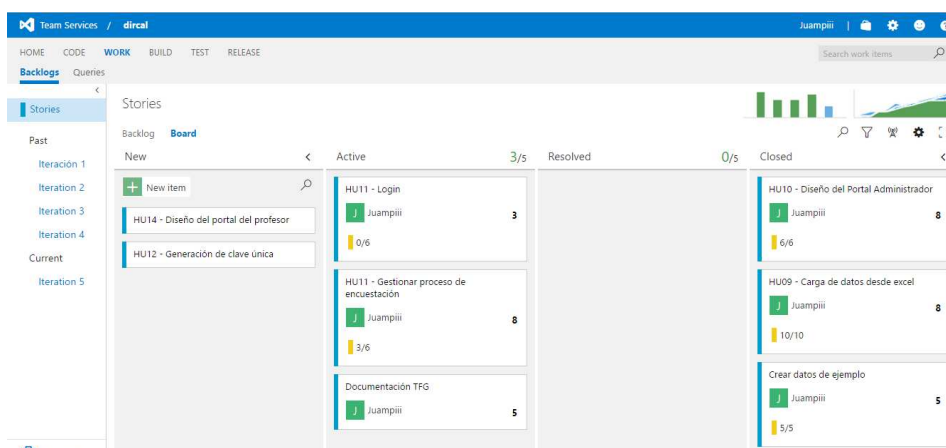 Team Services / dircal Juampiii |
HOME CODE WORK BUILD TEST RELEASE Search work items
Backlogs Queries
Stories
Past
Iteración 1
Iteration 2
Iteration 3
Iteration 4
Current
Iteration 5
Stories
Backlog Board
New
New item
HU14 - Diseño del portal del profesor
HU12 - Generación de clave única
Active 3/5
HU11 - Login
J Juampiii 3
0/6
HU11 - Gestionar proceso de
encuestación
J Juampiii 8
3/6
Documentación TFG
J Juampiii 5
Resolved 0/5
Closed
HU10 - Diseño del Portal Administrador
J Juampiii 8
6/6
HU09 - Carga de datos desde excel
J Juampiii 8
10/10
Crear datos de ejemplo
J Juampiii 5
5/5